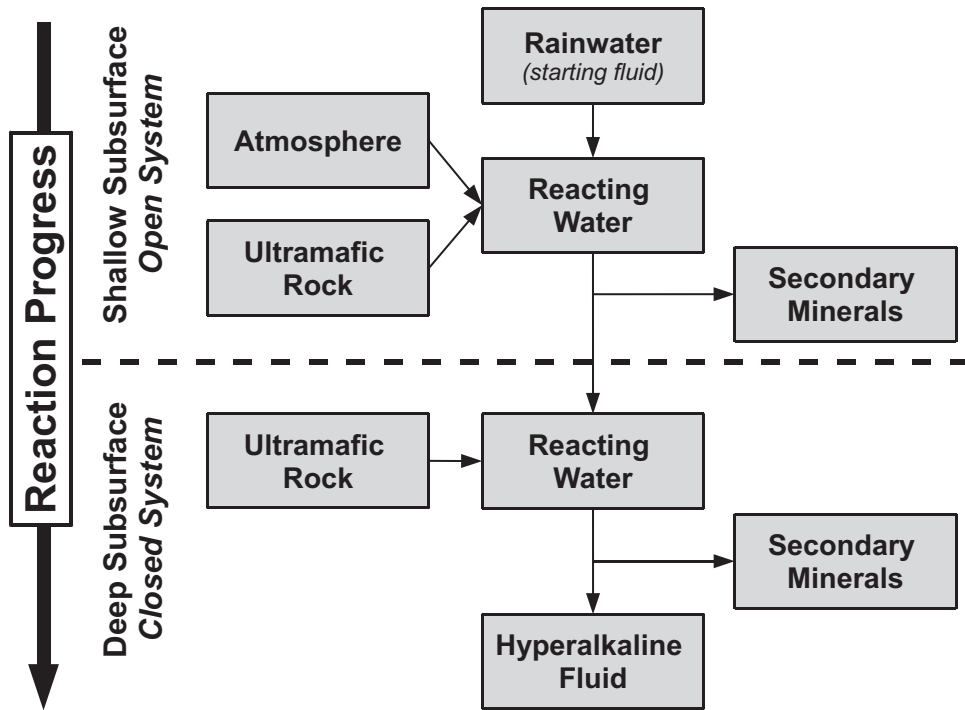 Reaction Progress
Shallow Subsurface
Open System
Rainwater
(starting fluid)
Atmosphere
Reacting
Water
Ultramafic
Rock
Secondary
Minerals
Deep Subsurface
Closed System
Ultramafic
Rock
Reacting
Water
Secondary
Minerals
Hyperalkaline
Fluid